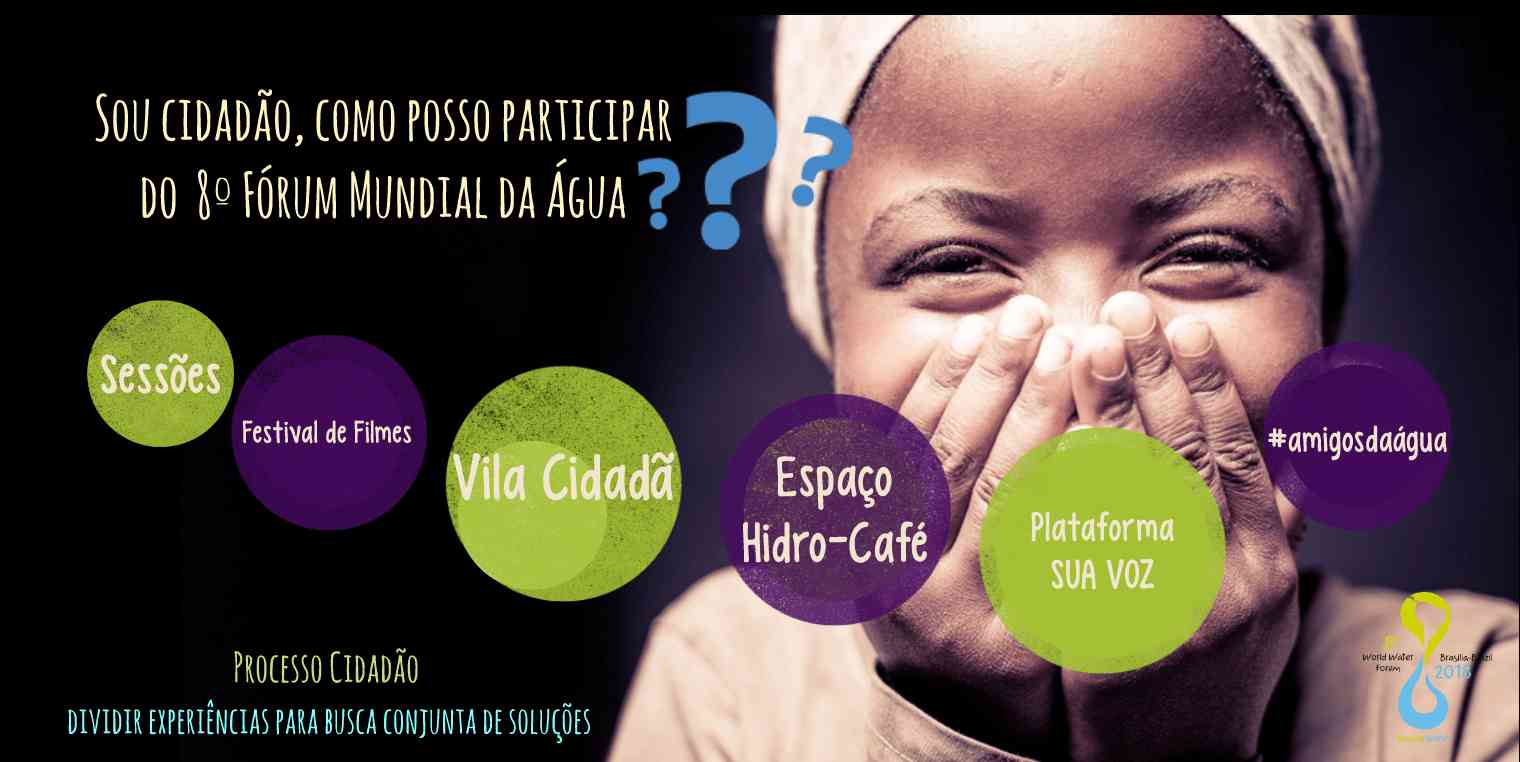 Sou cidadão, como posso participar
do 8º Fórum Mundial da Água
???
Sessões
Festival de Filmes
Vila Cidadã
Espaço
Hidro-Café
Plataforma
SUA VOZ
#amigosdaágua
Processo Cidadão
dividir experiências para busca conjunta de soluções
World Water
Forum
Brasília-Brazil
2018